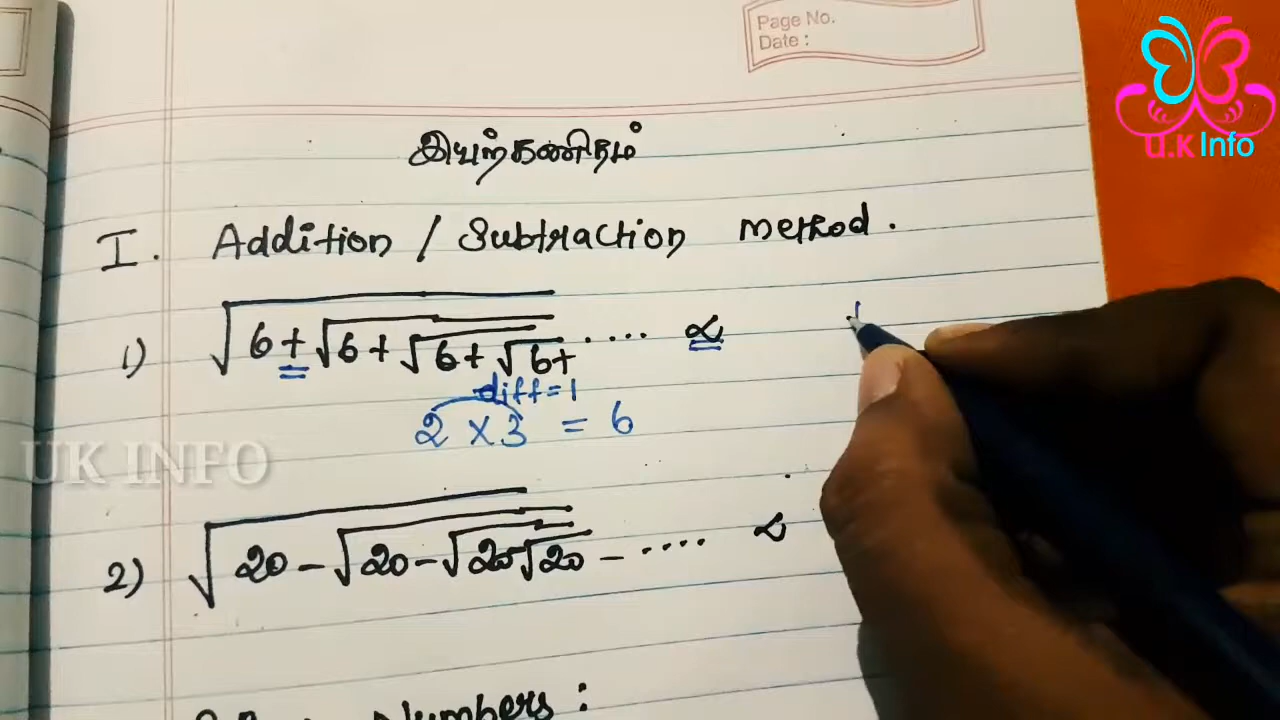 Page No.
Date :
U.K Info
இயற்கணிதம்
I. Addition / Subtraction method.
1) √6+√6+√6+√6+ .... ∝
diff=1
2 × 3 = 6
UK INFO
2) √20-√20-√20√20 - .... ∝
Numbers :